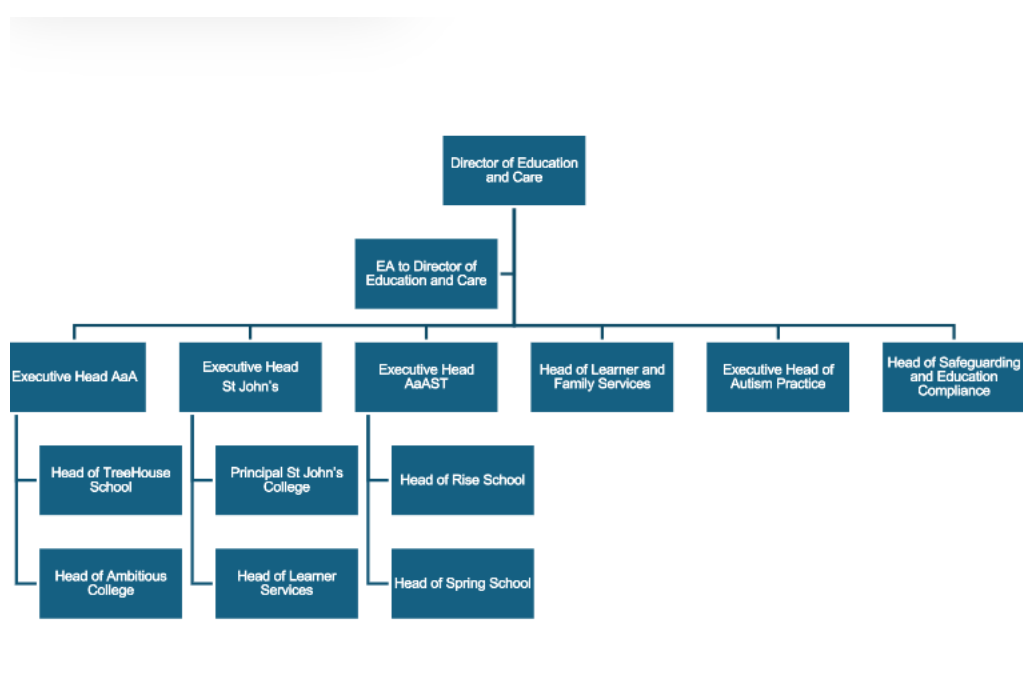 Director of Education
and Care
EA to Director of
Education and Care
Executive Head AaA
Executive Head
St John's
Executive Head
AaAST
Head of Learner and
Family Services
Executive Head of
Autism Practice
Head of Safeguarding
and Education
Compliance
Head of TreeHouse
School
Principal St John's
College
Head of Rise School
Head of Ambitious
College
Head of Learner
Services
Head of Spring School